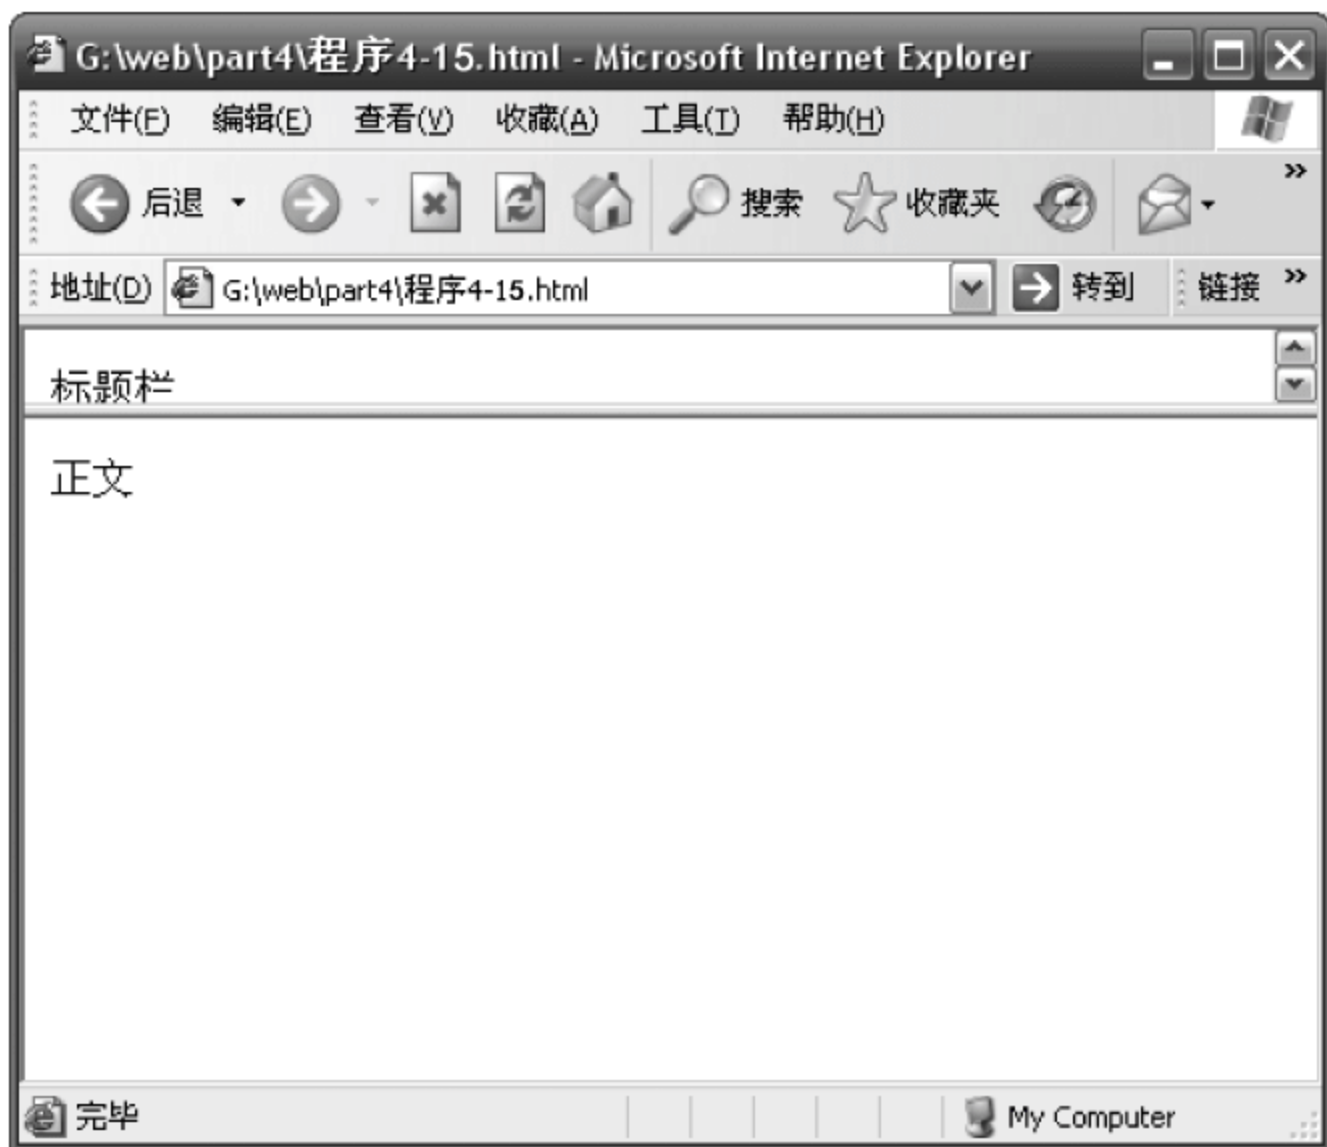 G:\web\part4\程序4-15.html - Microsoft Internet Explorer
文件(F) 编辑(E) 查看(V) 收藏(A) 工具(T) 帮助(H)
后退 搜索 收藏夹 »
地址(D) G:\web\part4\程序4-15.html 转到 链接 »
标题栏
正文
完毕 My Computer